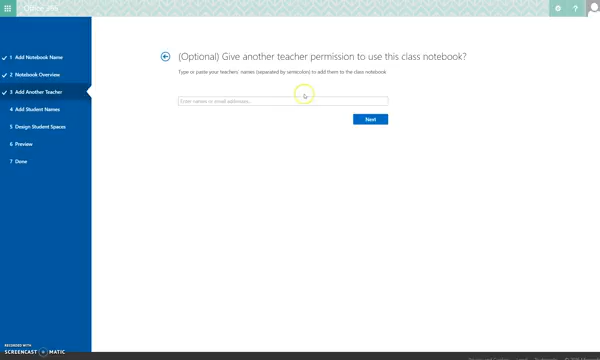 Office 365
1 Add Notebook Name
2 Notebook Overview
3 Add Another Teacher
4 Add Student Names
5 Design Student Spaces
6 Preview
7 Done
(Optional) Give another teacher permission to use this class notebook?
Type or paste your teachers' names (separated by semicolon) to add them to the class notebook
Enter names or email addresses...
Next
RECORDED WITH
SCREENCAST MATIC